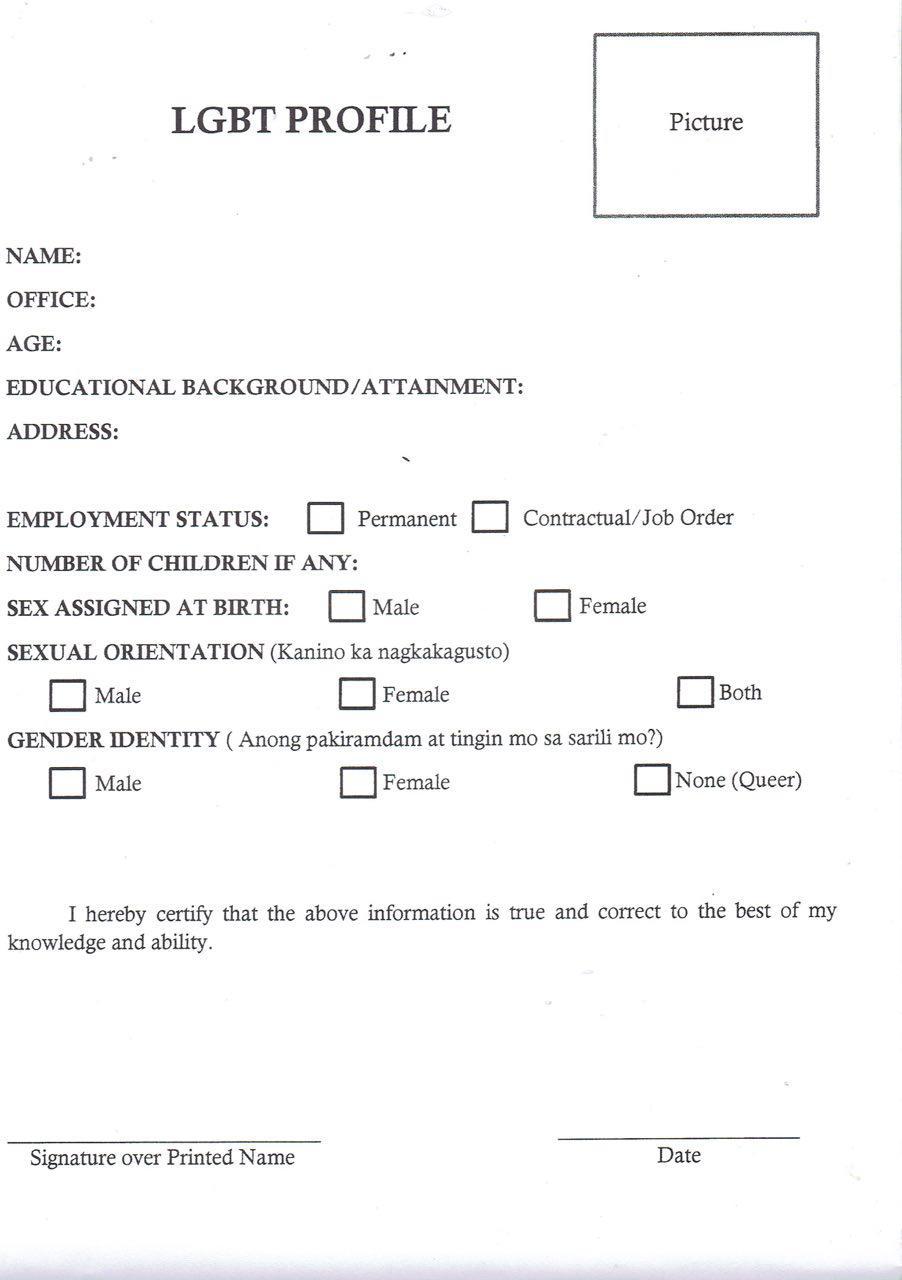 LGBT PROFILE
Picture
NAME:
OFFICE:
AGE:
EDUCATIONAL BACKGROUND/ATTAINMENT:
ADDRESS:
EMPLOYMENT STATUS: Permanent Contractual/Job Order
NUMBER OF CHILDREN IF ANY:
SEX ASSIGNED AT BIRTH: Male Female
SEXUAL ORIENTATION (Kanino ka nagkakagusto)
Male Female Both
GENDER IDENTITY ( Anong pakiramdam at tingin mo sa sarili mo?)
Male Female None (Queer)
I hereby certify that the above information is true and correct to the best of my
knowledge and ability.
Signature over Printed Name Date